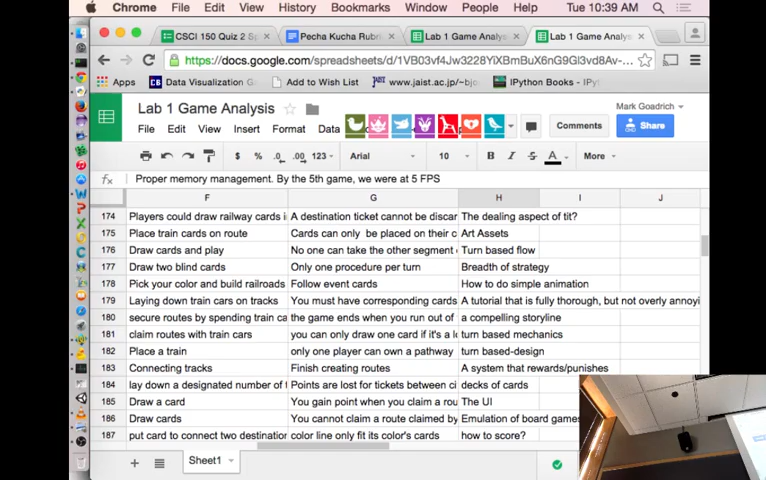 Chrome File Edit View History Bookmarks Window People Help Tue 10:39 AM
CSCI 150 Quiz 2 S Pecha Kucha Rubri Lab 1 Game Analys Lab 1 Game Analys
https://docs.google.com/spreadsheets/d/1VB03vf4Jw3228YiXBmBuX6nG9Gl3vd8Av-...
Apps Data Visualization Add to Wish List www.jaist.ac.jp/~bjo IPython Books - IPy
Lab 1 Game Analysis Mark Goadrich
File Edit View Insert Format Data Comments Share
$ % .0 .00 123 Arial 10 B I S A More
fx Proper memory management. By the 5th game, we were at 5 FPS
F G H I J
174 Players could draw railway cards i A destination ticket cannot be discar The dealing aspect of tit?
175 Place train cards on route Cards can only be placed on their c Art Assets
176 Draw cards and play No one can take the other segment Turn based flow
177 Draw two blind cards Only one procedure per turn Breadth of strategy
178 Pick your color and build railroads Follow event cards How to do simple animation
179 Laying down train cars on tracks You must have corresponding cards A tutorial that is fully thorough, but not overly annoyi
180 secure routes by spending train ca the game ends when you run out of a compelling storyline
181 claim routes with train cars you can only draw one card if it's a lo turn based mechanics
182 Place a train only one player can own a pathway turn based-design
183 Connecting tracks Finish creating routes A system that rewards/punishes
184 lay down a designated number of t Points are lost for tickets between ci decks of cards
185 Draw a card You gain point when you claim a rou The UI
186 Draw cards You cannot claim a route claimed by Emulation of board games
187 put card to connect two destination color line only fit its color's cards how to score?
Sheet1